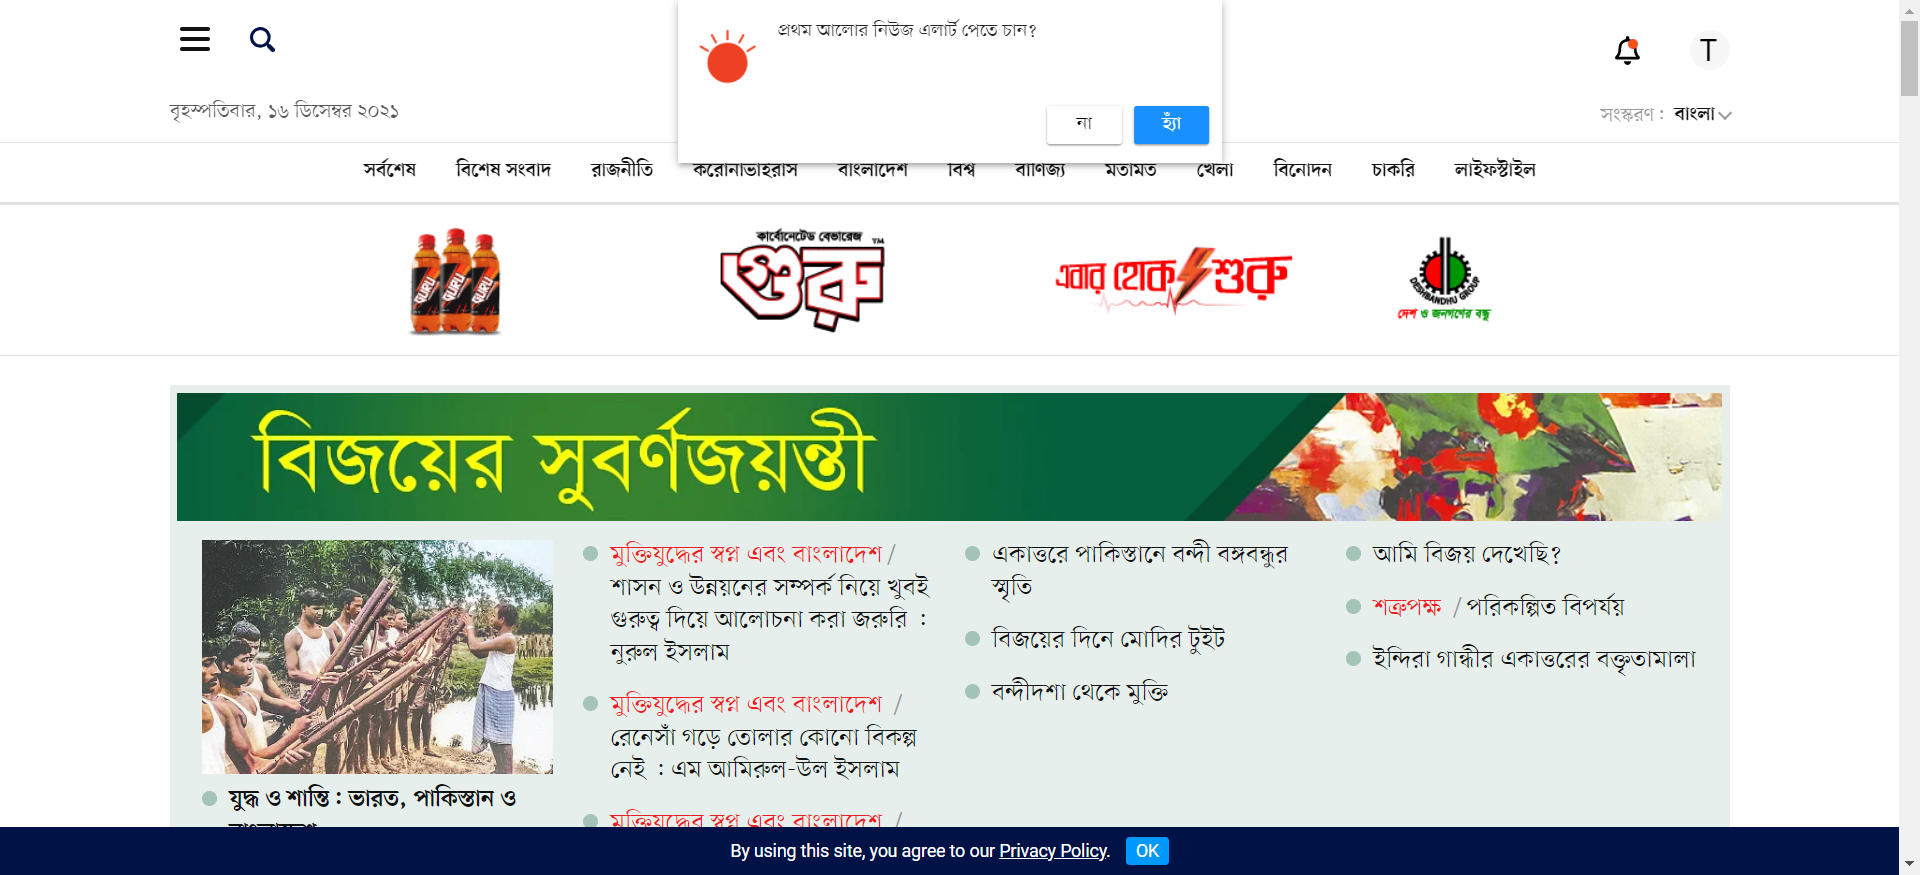 প্রথম আলোর নিউজ এলার্ট পেতে চান?
না হ্যাঁ
T
বৃহস্পতিবার, ১৬ ডিসেম্বর ২০২১
সংস্করণ : বাংলা
সর্বশেষ বিশেষ সংবাদ রাজনীতি করোনাভাইরাস বাংলাদেশ বিশ্ব বাণিজ্য মতামত খেলা বিনোদন চাকরি লাইফস্টাইল
GURU GURU GURU
কার্বোনেটেড বেভারেজ TM
গুরু
এবার হোক শুরু
DESHBANDHU GROUP
দেশ ও জনগণের বন্ধু
বিজয়ের সুবর্ণজয়ন্তী
যুদ্ধ ও শান্তি : ভারত, পাকিস্তান ও
বাংলাদেশ
মুক্তিযুদ্ধের স্বপ্ন এবং বাংলাদেশ /
শাসন ও উন্নয়নের সম্পর্ক নিয়ে খুবই
গুরুত্ব দিয়ে আলোচনা করা জরুরি :
নুরুল ইসলাম
মুক্তিযুদ্ধের স্বপ্ন এবং বাংলাদেশ /
রেনেসাঁ গড়ে তোলার কোনো বিকল্প
নেই : এম আমিরুল-উল ইসলাম
মুক্তিযুদ্ধের স্বপ্ন এবং বাংলাদেশ /
একাত্তরে পাকিস্তানে বন্দী বঙ্গবন্ধুর
স্মৃতি
বিজয়ের দিনে মোদির টুইট
বন্দীদশা থেকে মুক্তি
আমি বিজয় দেখেছি?
শত্রুপক্ষ / পরিকল্পিত বিপর্যয়
ইন্দিরা গান্ধীর একাত্তরের বক্তৃতামালা
By using this site, you agree to our Privacy Policy. OK